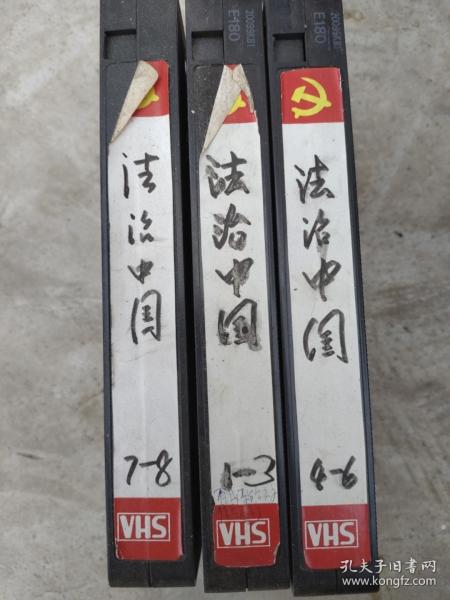 法治中国
7-8
VHS
E180
法治中国
1-3
VHS
E180
法治中国
4-6
VHS
孔夫子旧书网
www.kongfz.com